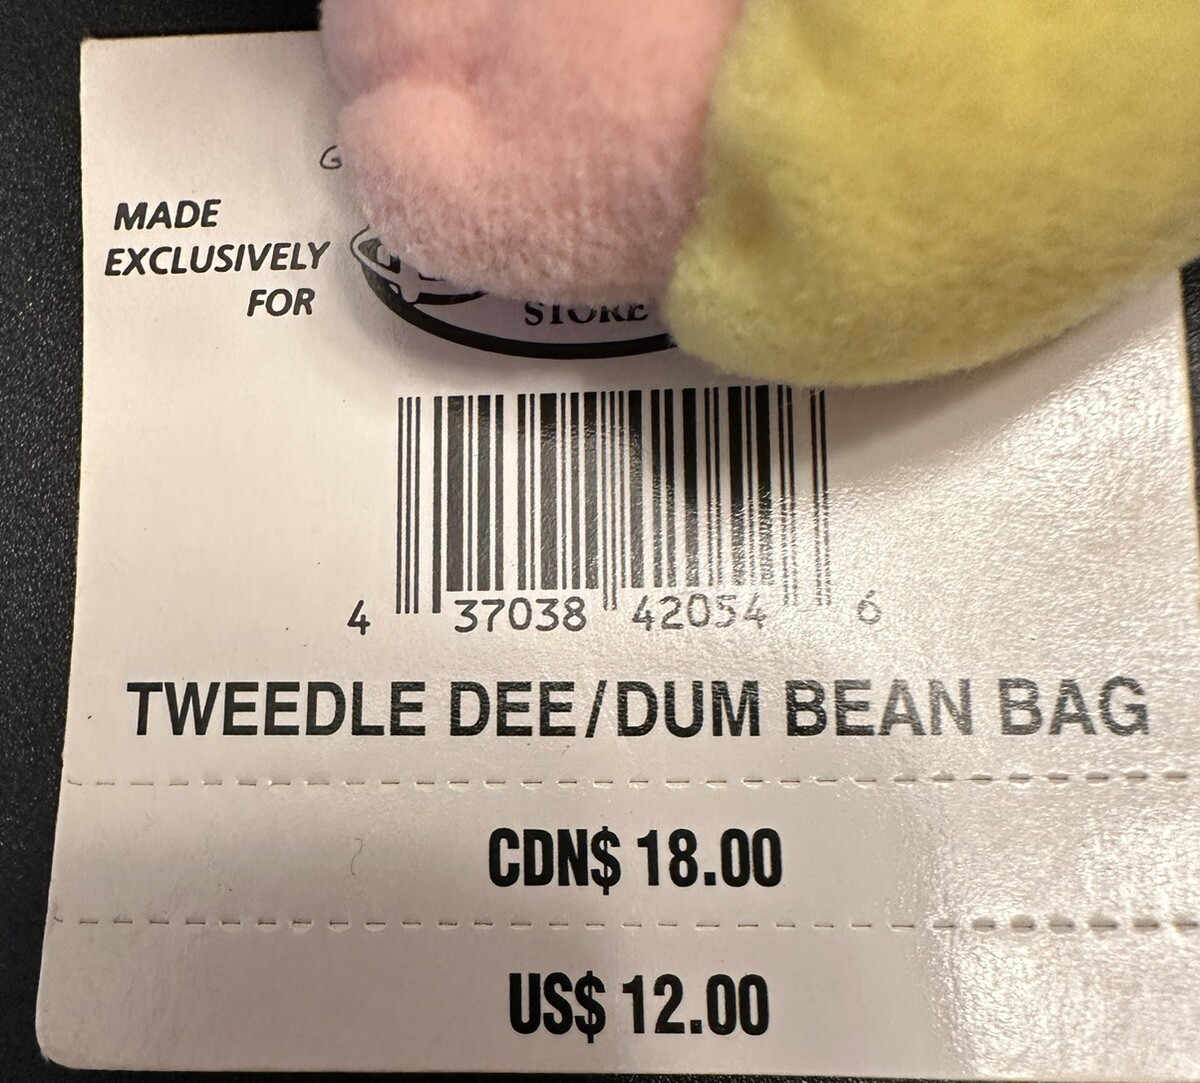 MADE
EXCLUSIVELY
FOR
STORE
4 37038 42054 6
TWEEDLE DEE/DUM BEAN BAG
CDN$ 18.00
US$ 12.00